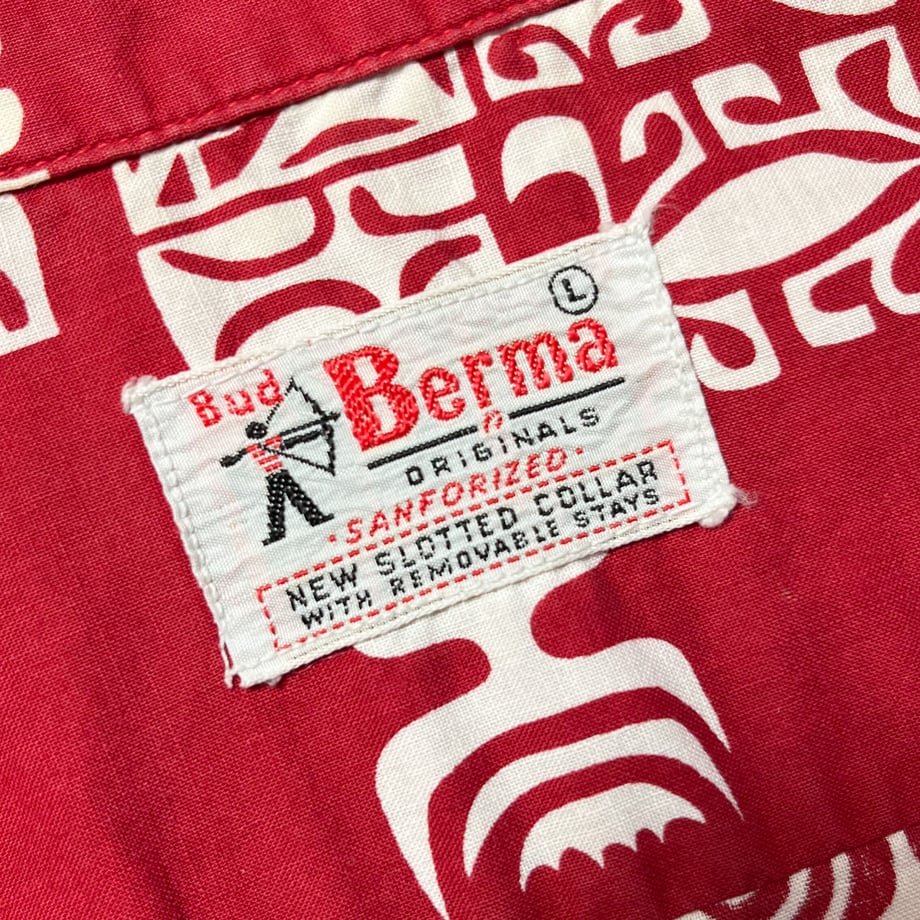 L
Bud Berma
ORIGINALS
·SANFORIZED·
NEW SLOTTED COLLAR
WITH REMOVABLE STAYS